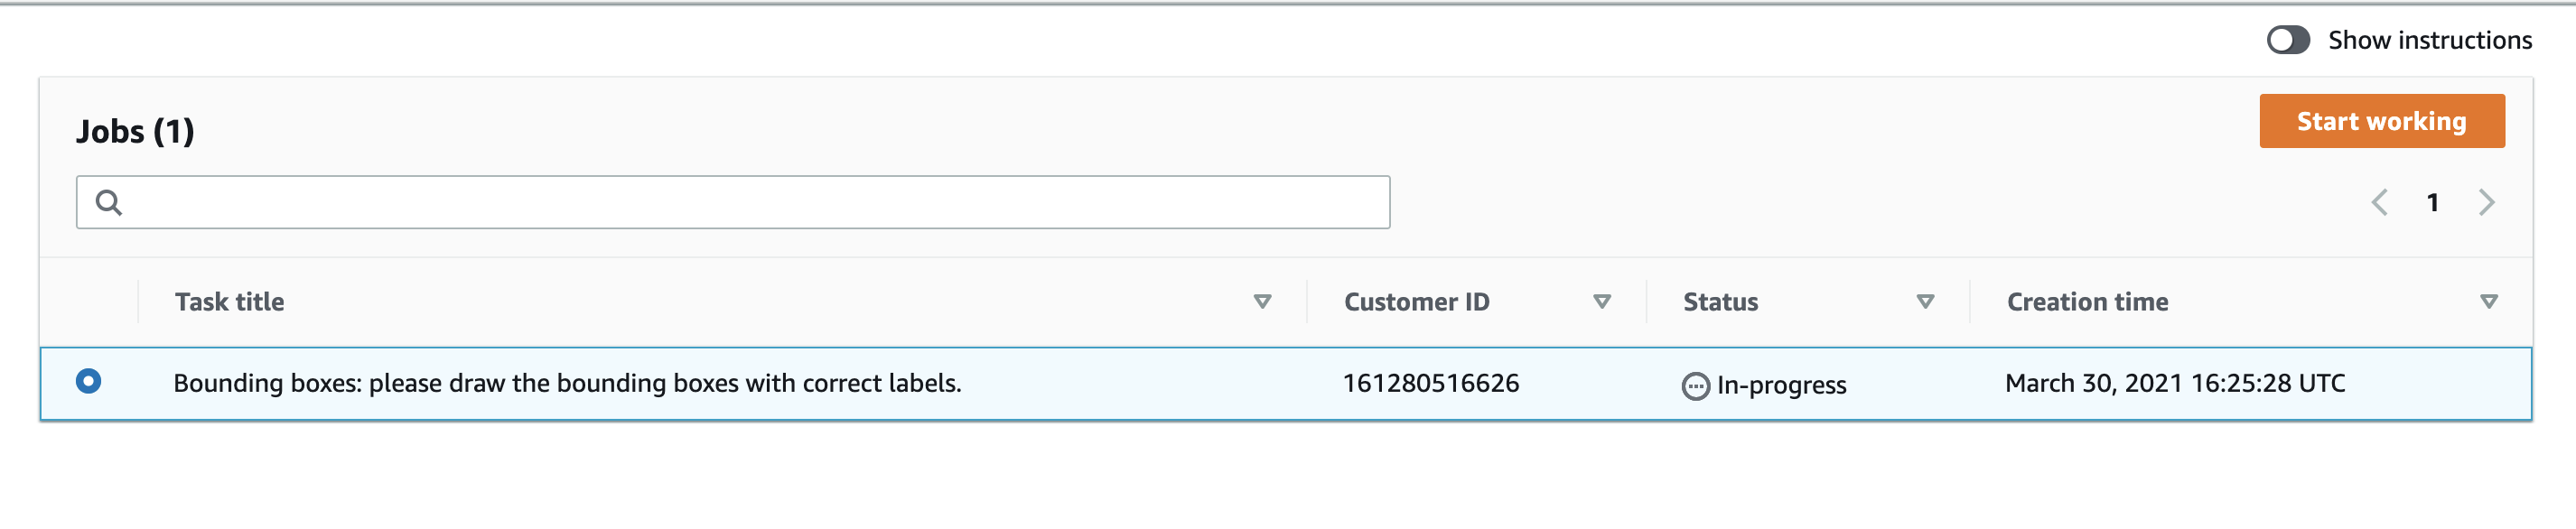 Show instructions
Jobs (1)
Start working
1
Task title Customer ID Status Creation time
Bounding boxes: please draw the bounding boxes with correct labels. 161280516626 In-progress March 30, 2021 16:25:28 UTC